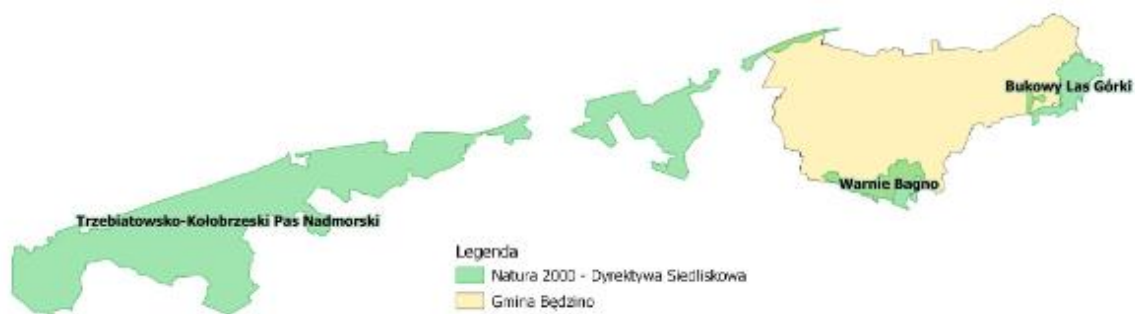 Bukowy Las Górki
Warnie Bagno
Trzebiatowsko-Kołobrzeski Pas Nadmorski
Legenda
Natura 2000 - Dyrektywa Siedliskowa
Gmina Będzino